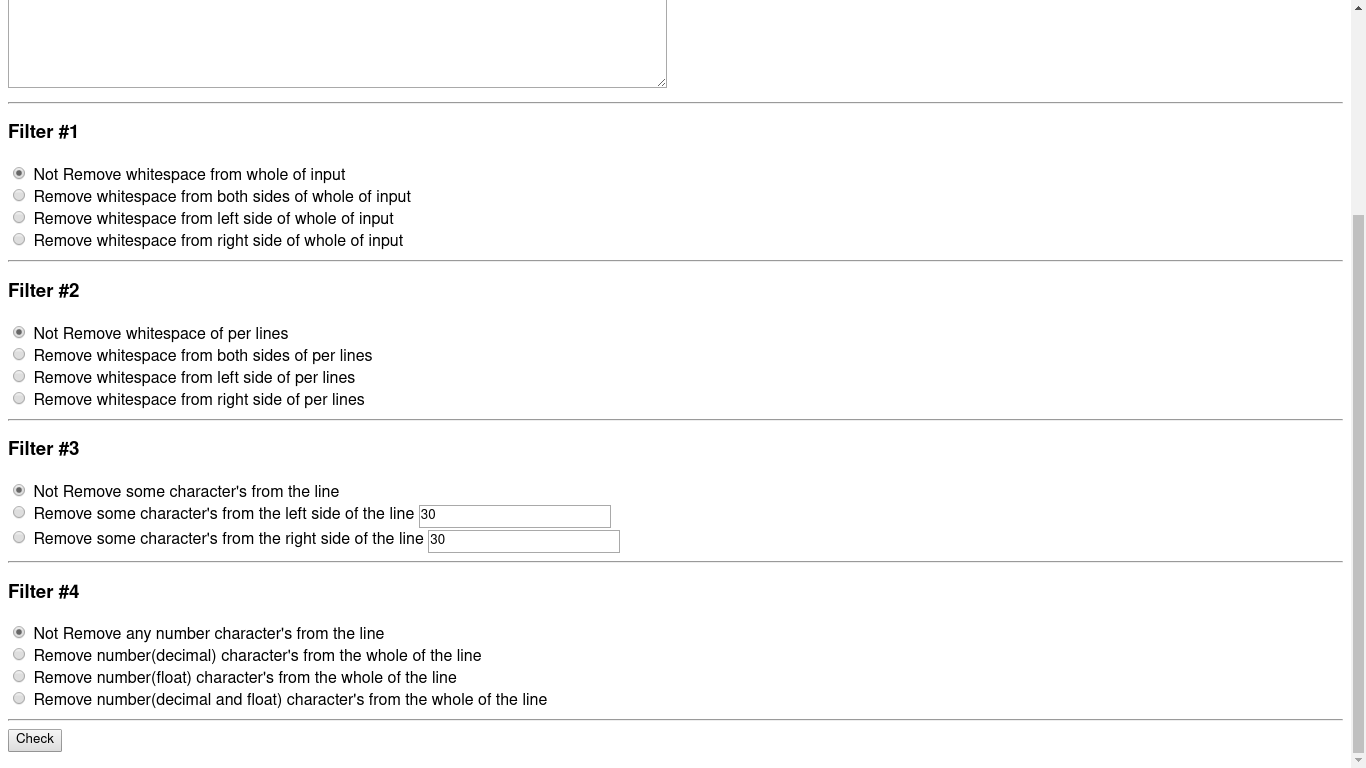 Filter #1
Not Remove whitespace from whole of input
Remove whitespace from both sides of whole of input
Remove whitespace from left side of whole of input
Remove whitespace from right side of whole of input
Filter #2
Not Remove whitespace of per lines
Remove whitespace from both sides of per lines
Remove whitespace from left side of per lines
Remove whitespace from right side of per lines
Filter #3
Not Remove some character's from the line
Remove some character's from the left side of the line 30
Remove some character's from the right side of the line 30
Filter #4
Not Remove any number character's from the line
Remove number(decimal) character's from the whole of the line
Remove number(float) character's from the whole of the line
Remove number(decimal and float) character's from the whole of the line
Check